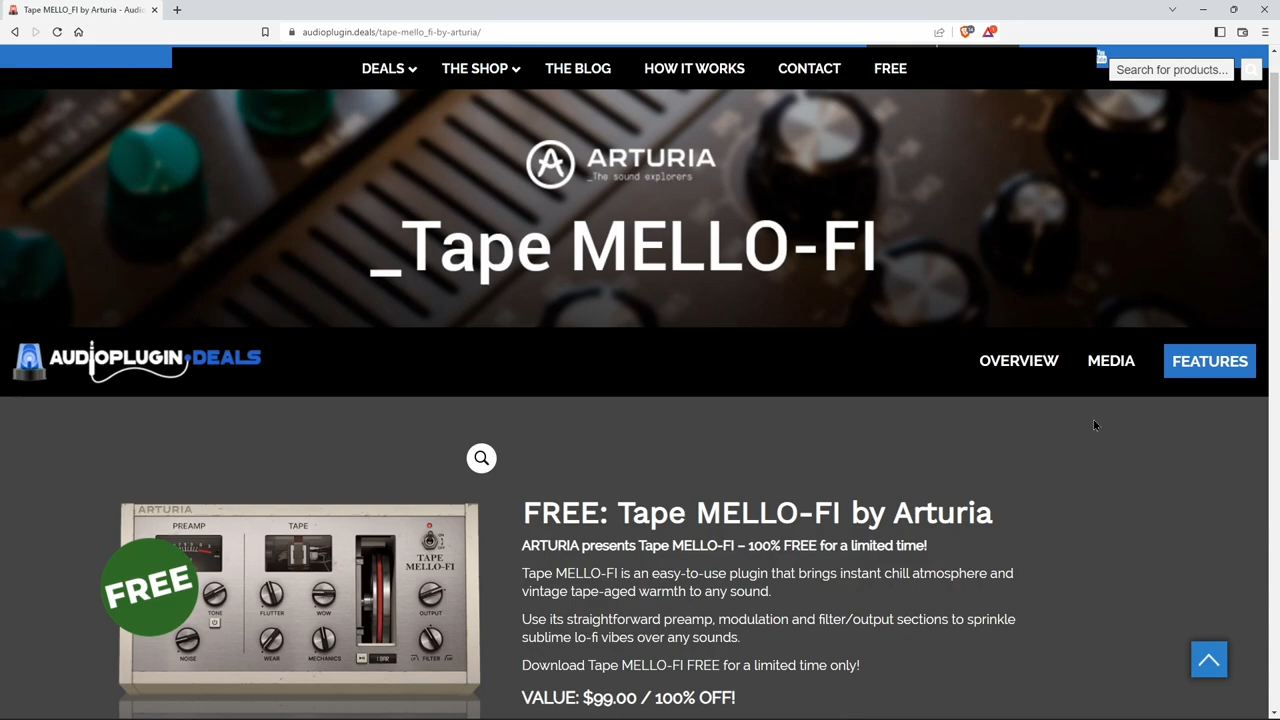 Tape MELLO_FI by Arturia - Audio
audioplugin.deals/tape-mello_fi-by-arturia/
DEALS THE SHOP THE BLOG HOW IT WORKS CONTACT FREE
Search for products...
ARTURIA
_The sound explorers
_Tape MELLO-FI
AUDIOPLUGIN.DEALS
OVERVIEW MEDIA FEATURES
ARTURIA
PREAMP TAPE
TAPE
MELLO-FI
FREE
TONE FLUTTER WOW OUTPUT
NOISE WEAR MECHANICS 1 BAR FILTER
FREE: Tape MELLO-FI by Arturia
ARTURIA presents Tape MELLO-FI – 100% FREE for a limited time!
Tape MELLO-FI is an easy-to-use plugin that brings instant chill atmosphere and
vintage tape-aged warmth to any sound.
Use its straightforward preamp, modulation and filter/output sections to sprinkle
sublime lo-fi vibes over any sounds.
Download Tape MELLO-FI FREE for a limited time only!
VALUE: $99.00 / 100% OFF!